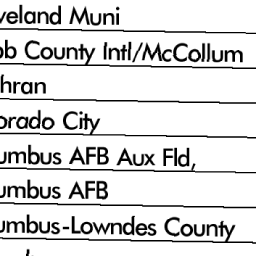 veland Muni
bb County Intl/McCollum
hran
orado City
umbus AFB Aux Fld,
umbus AFB
umbus-Lowndes County